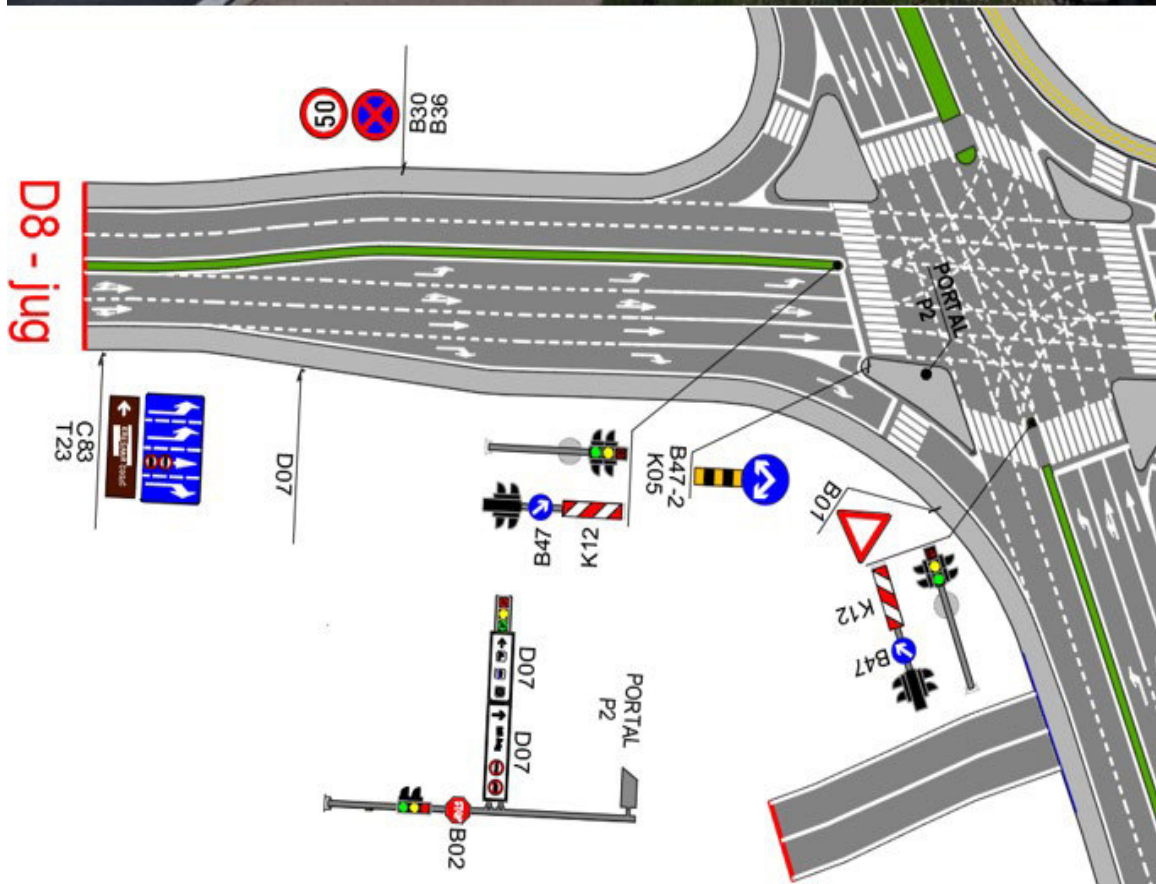 50
B30
B36
D8 - jug
PORTAL
P2
C83
T23
D07
B47-2
K05
B47
K12
B01
K12
B47
D07
D07
PORTAL
P2
STOP
B02